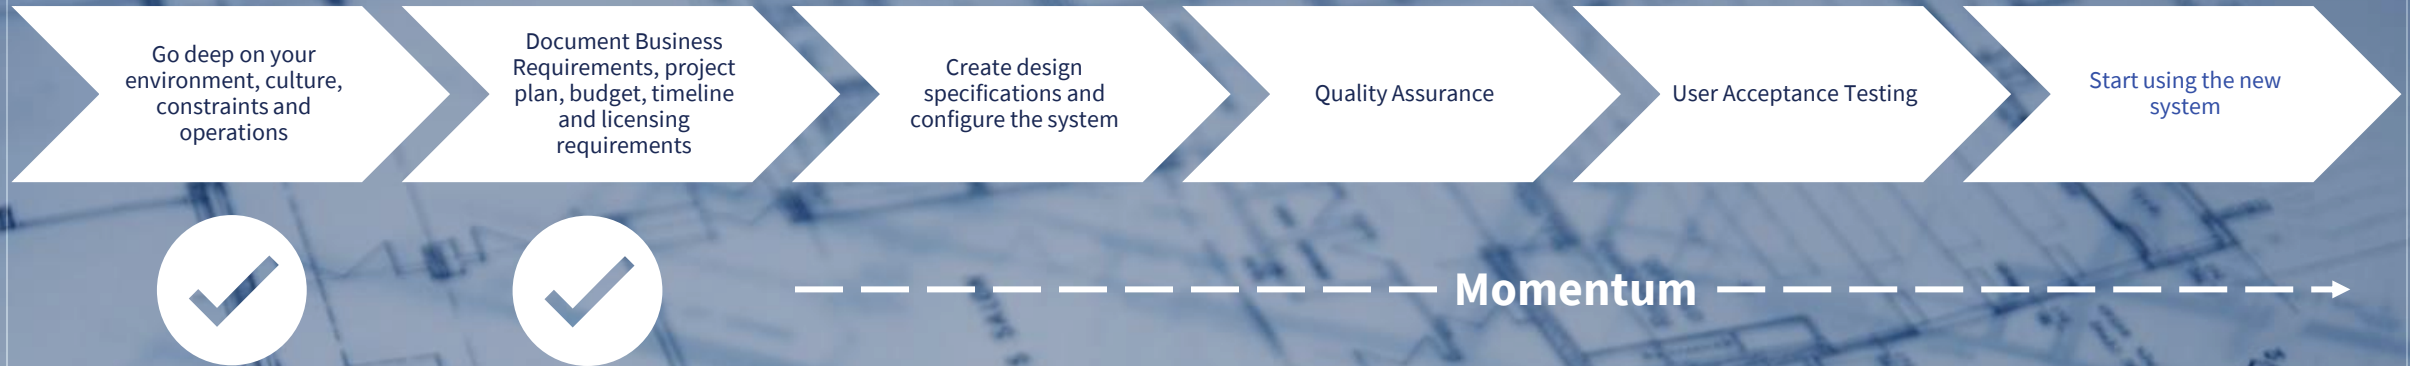 Go deep on your
environment, culture,
constraints and
operations
Document Business
Requirements, project
plan, budget, timeline
and licensing
requirements
Create design
specifications and
configure the system
Quality Assurance
User Acceptance Testing
Start using the new
system
Momentum